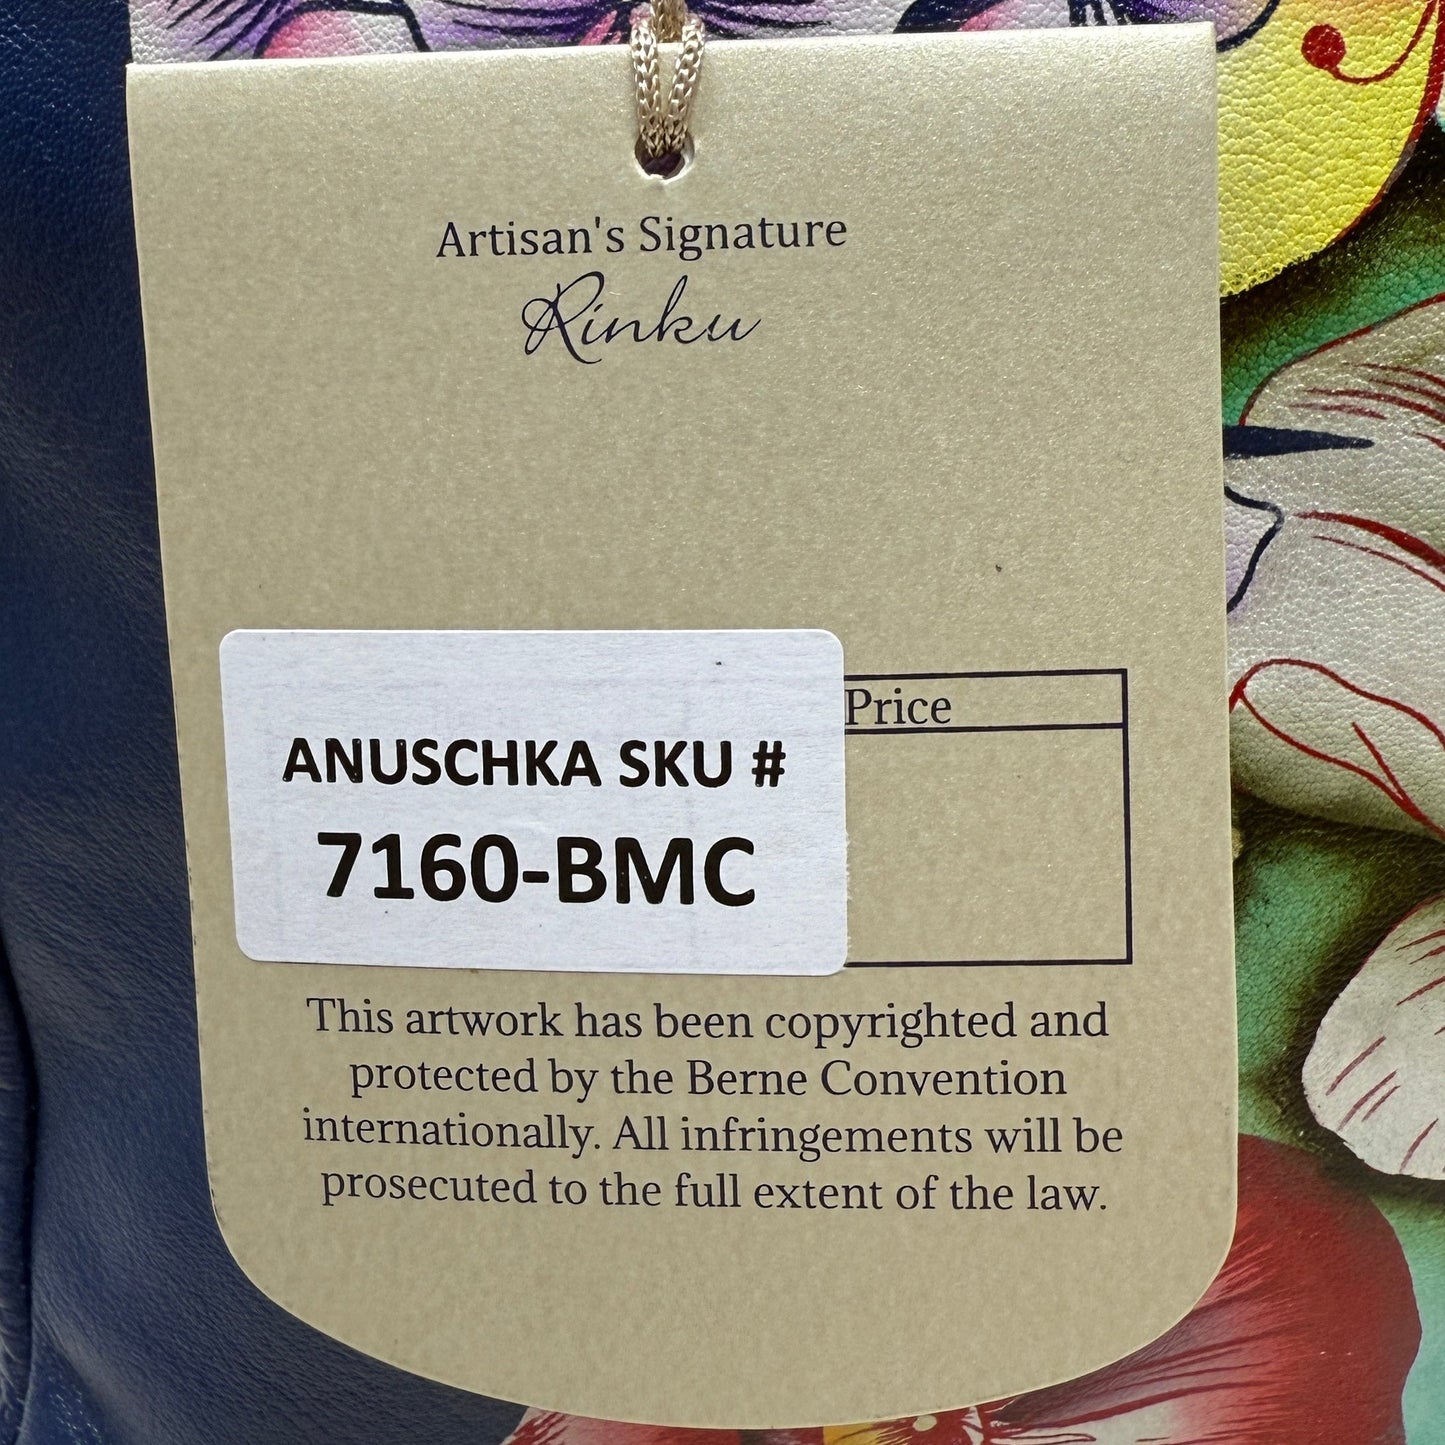 Artisan's Signature
Rinku
Price
ANUSCHKA SKU #
7160-BMC
This artwork has been copyrighted and
protected by the Berne Convention
internationally. All infringements will be
prosecuted to the full extent of the law.